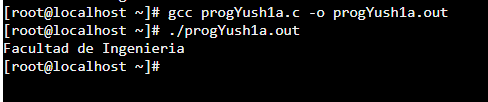 [root@localhost ~]# gcc progYush1a.c -o progYush1a.out
[root@localhost ~]# ./progYush1a.out
Facultad de Ingenieria
[root@localhost ~]#